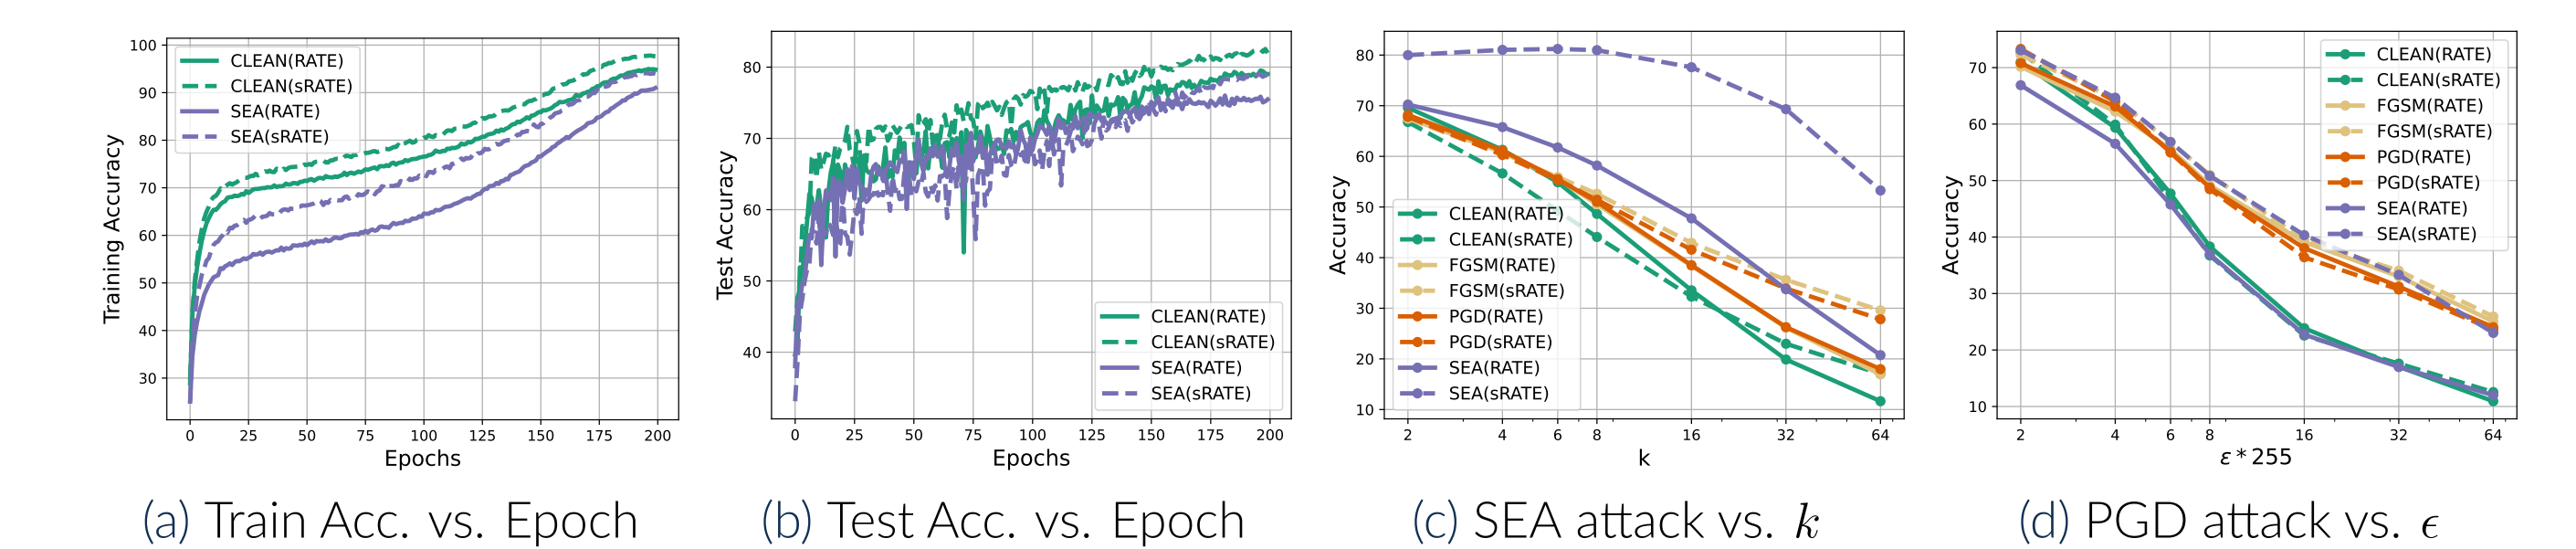 100
90
80
70
60
50
40
30
0 25 50 75 100 125 150 175 200
Training Accuracy
Epochs
CLEAN(RATE)
CLEAN(sRATE)
SEA(RATE)
SEA(sRATE)
(a) Train Acc. vs. Epoch
80
70
60
50
40
0 25 50 75 100 125 150 175 200
Test Accuracy
Epochs
CLEAN(RATE)
CLEAN(sRATE)
SEA(RATE)
SEA(sRATE)
(b) Test Acc. vs. Epoch
80
70
60
50
40
30
20
10
2 4 6 8 16 32 64
Accuracy
k
CLEAN(RATE)
CLEAN(sRATE)
FGSM(RATE)
FGSM(sRATE)
PGD(RATE)
PGD(sRATE)
SEA(RATE)
SEA(sRATE)
(c) SEA attack vs. k
70
60
50
40
30
20
10
2 4 6 8 16 32 64
Accuracy
ε * 255
CLEAN(RATE)
CLEAN(sRATE)
FGSM(RATE)
FGSM(sRATE)
PGD(RATE)
PGD(sRATE)
SEA(RATE)
SEA(sRATE)
(d) PGD attack vs. ϵ